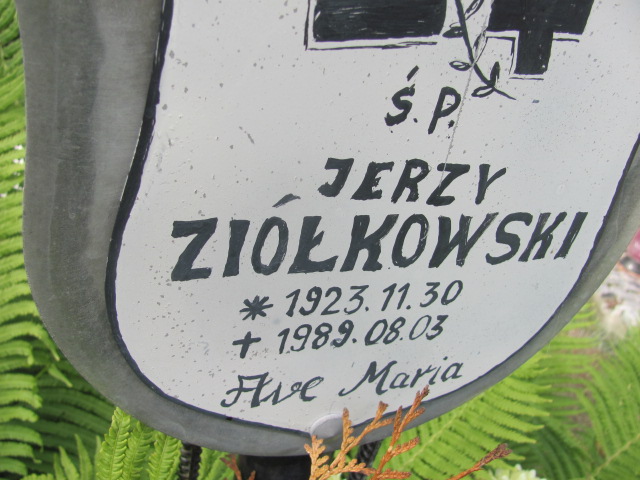 Ś.P.
JERZY
ZIÓŁKOWSKI
* 1923.11.30
+ 1989.08.03
Ave Maria